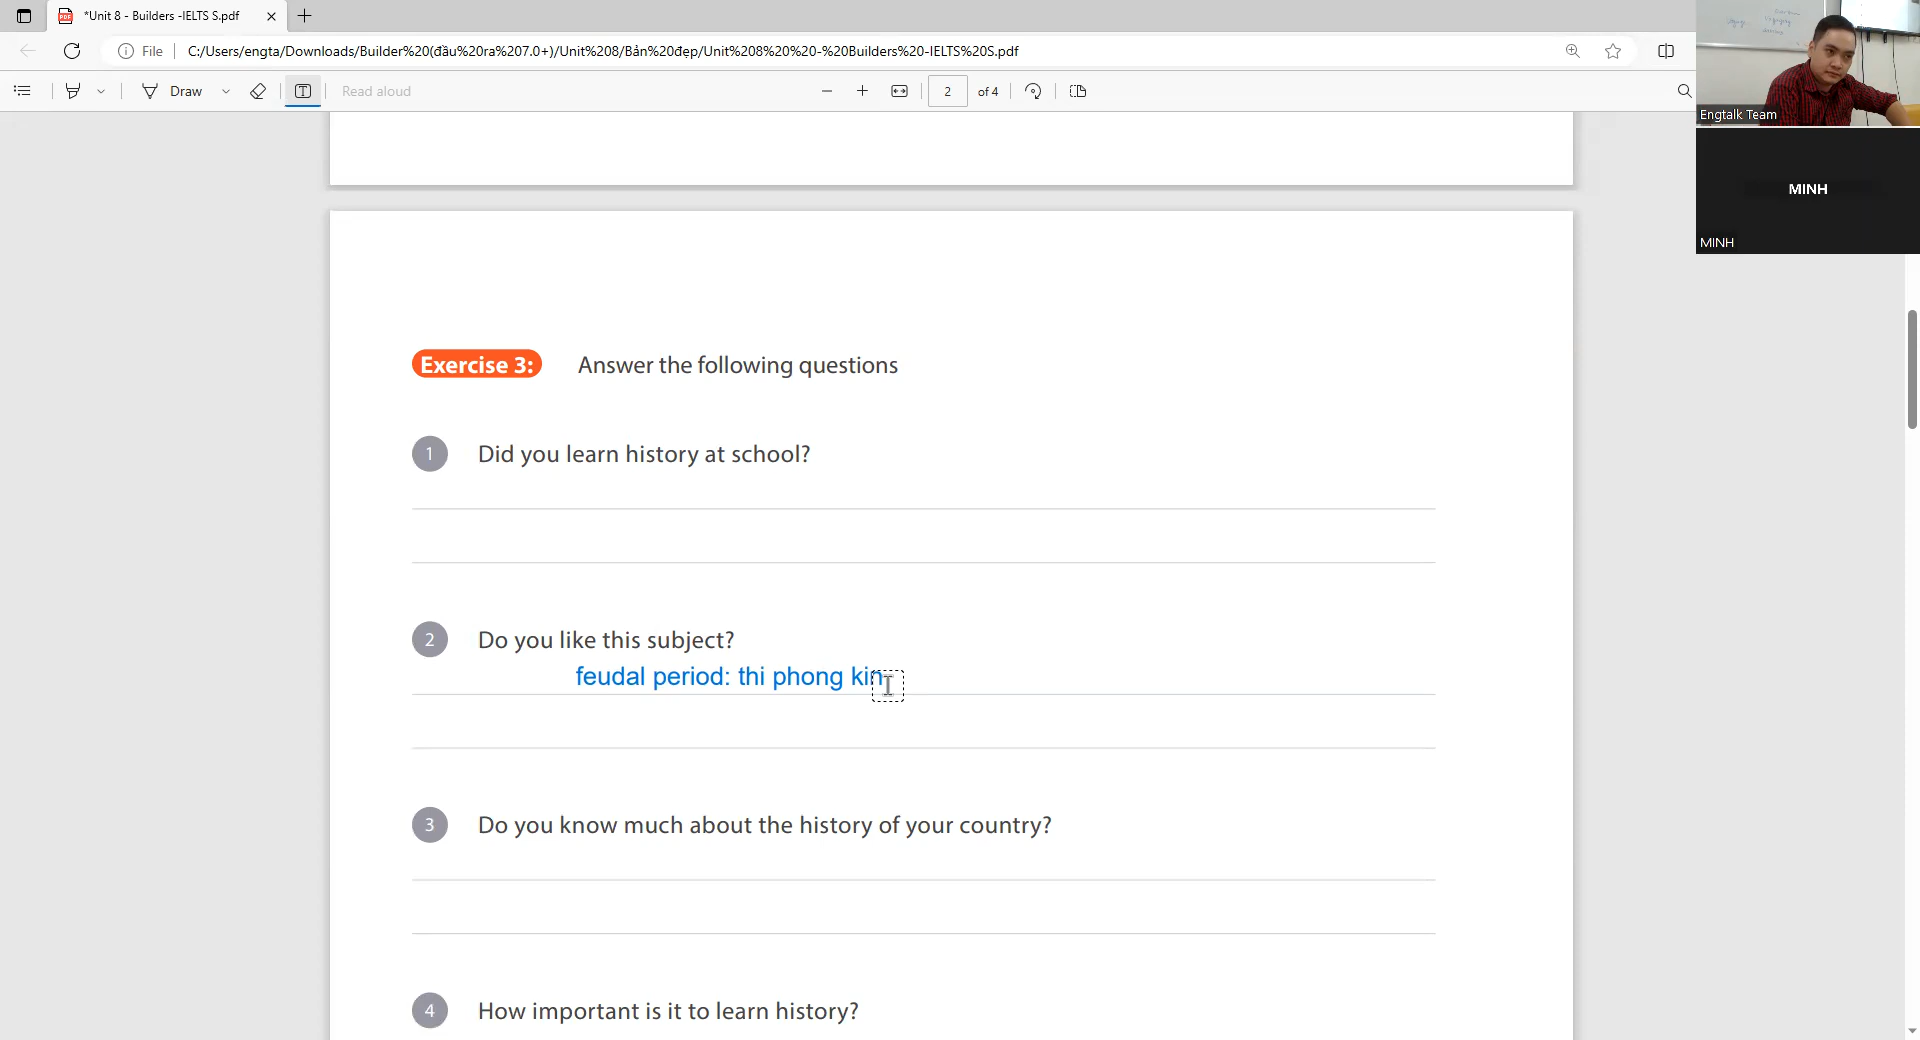 *Unit 8 - Builders -IELTS S.pdf
File
C:/Users/engta/Downloads/Builder%20(đầu%20ra%207.0+)/Unit%208/Bản%20đẹp/Unit%208%20%20-%20Builders%20-IELTS%20S.pdf
Draw
Read aloud
2 of 4
Engtalk Team
MINH
MINH
Exercise 3: Answer the following questions
1 Did you learn history at school?
2 Do you like this subject?
feudal period: thi phong kin
3 Do you know much about the history of your country?
4 How important is it to learn history?